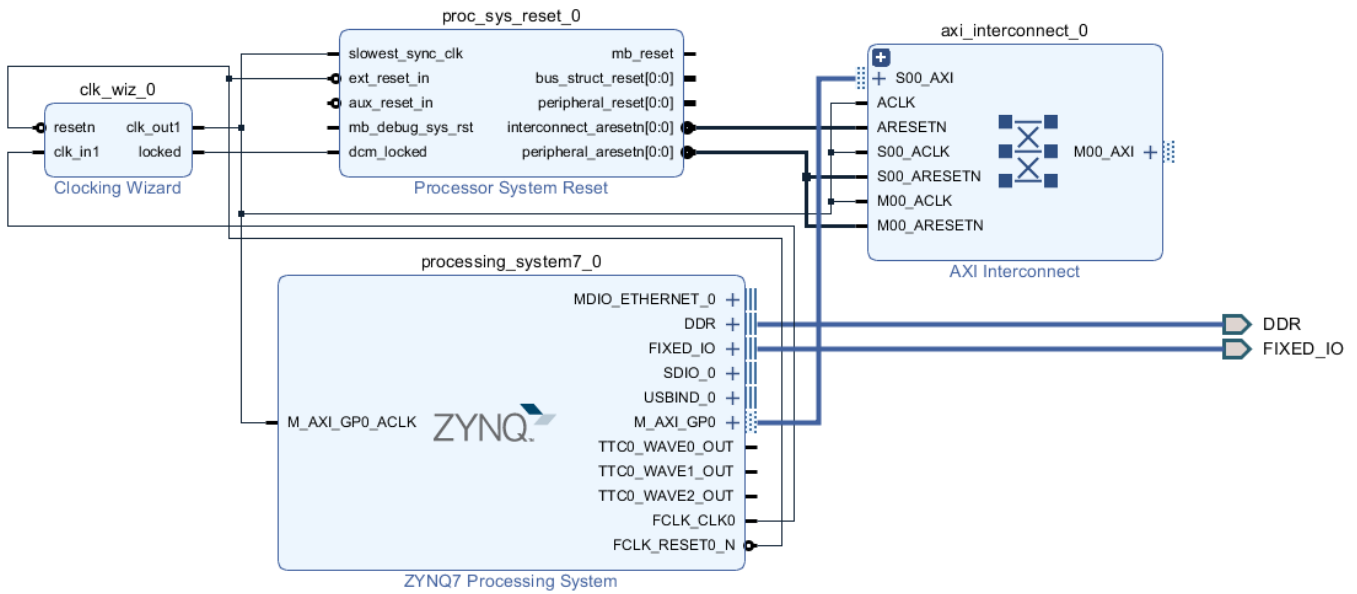 proc_sys_reset_0
slowest_sync_clk
ext_reset_in
aux_reset_in
mb_debug_sys_rst
dcm_locked
mb_reset
bus_struct_reset[0:0]
peripheral_reset[0:0]
interconnect_aresetn[0:0]
peripheral_aresetn[0:0]
Processor System Reset
clk_wiz_0
resetn
clk_in1
clk_out1
locked
Clocking Wizard
axi_interconnect_0
S00_AXI
ACLK
ARESETN
S00_ACLK
S00_ARESETN
M00_ACLK
M00_ARESETN
M00_AXI
AXI Interconnect
processing_system7_0
M_AXI_GP0_ACLK
ZYNQ
MDIO_ETHERNET_0
DDR
FIXED_IO
SDIO_0
USBIND_0
M_AXI_GP0
TTC0_WAVE0_OUT
TTC0_WAVE1_OUT
TTC0_WAVE2_OUT
FCLK_CLK0
FCLK_RESET0_N
ZYNQ7 Processing System
DDR
FIXED_IO